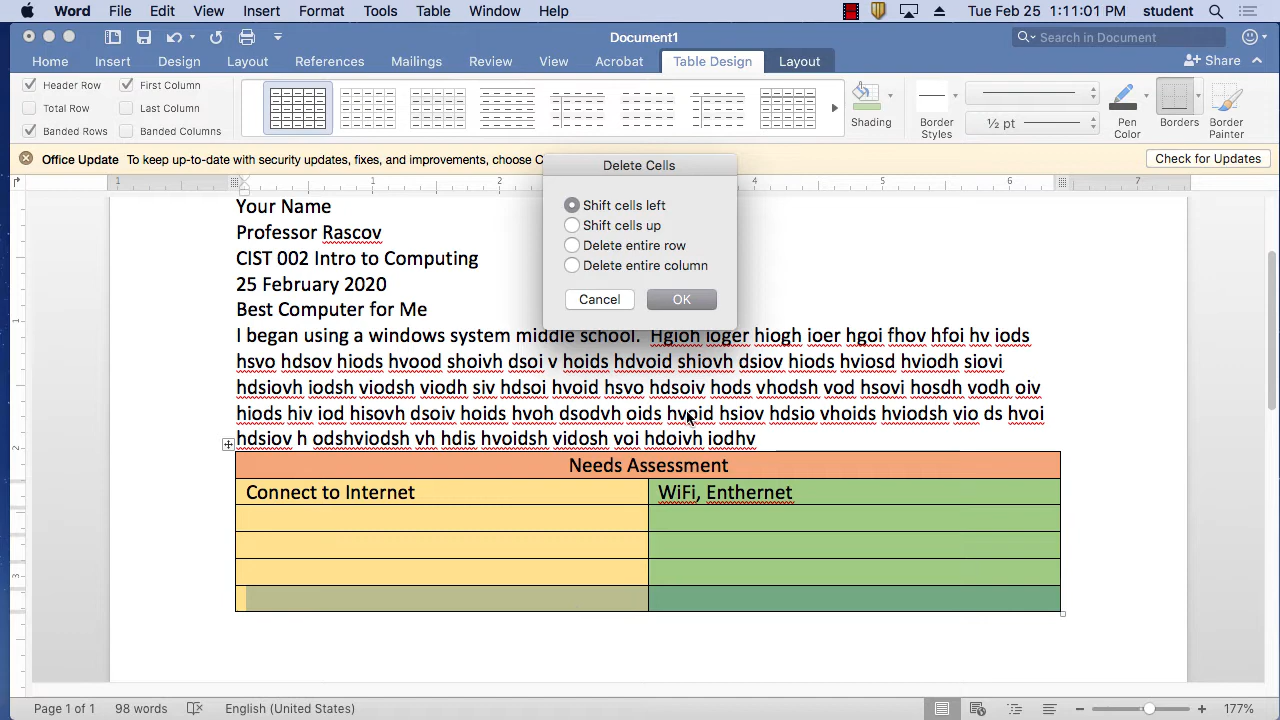 Word File Edit View Insert Format Tools Table Window Help Tue Feb 25 1:11:01 PM student
Document1
Search in Document
Home Insert Design Layout References Mailings Review View Acrobat Table Design Layout Share
Header Row First Column
Total Row Last Column
Banded Rows Banded Columns
Shading
Border Styles
½ pt
Pen Color
Borders
Border Painter
Office Update To keep up-to-date with security updates, fixes, and improvements, choose C
Check for Updates
1 1 2 4 5 6 7
Delete Cells
Shift cells left
Shift cells up
Delete entire row
Delete entire column
Cancel OK
Your Name
Professor Rascov
CIST 002 Intro to Computing
25 February 2020
Best Computer for Me
I began using a windows system middle school. Hgioh ioger hiogh ioer hgoi fhov hfoi hv iods
hsvo hdsov hiods hvood shoivh dsoi v hoids hdvoid shiovh dsiov hiods hviosd hviodh siovi
hdsiovh iodsh viodsh viodh siv hdsoi hvoid hsvo hdsoiv hods vhodsh vod hsovi hosdh vodh oiv
hiods hiv iod hisovh dsoiv hoids hvoh dsodvh oids hvoid hsiov hdsio vhoids hviodsh vio ds hvoi
hdsiov h odshviodsh vh hdis hvoidsh vidosh voi hdoivh iodhv
Needs Assessment
Connect to Internet WiFi, Enthernet
1
2
3
Page 1 of 1 98 words English (United States) 177%